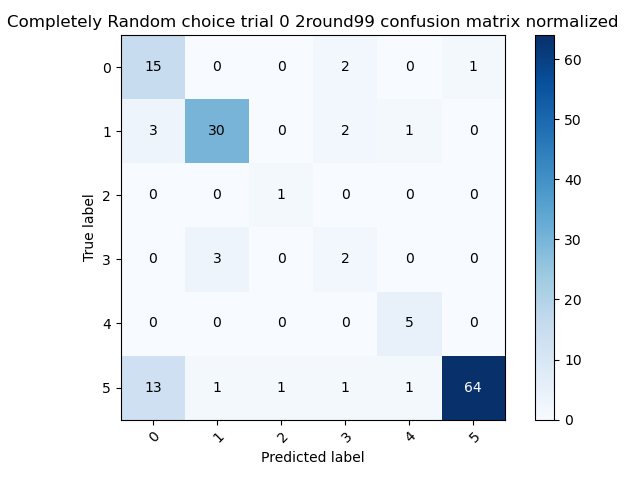 Completely Random choice trial 0 2round99 confusion matrix normalized
0 15 0 0 2 0 1
1 3 30 0 2 1 0
2 0 0 1 0 0 0
3 0 3 0 2 0 0
4 0 0 0 0 5 0
5 13 1 1 1 1 64
0 1 2 3 4 5
Predicted label
True label
60
50
40
30
20
10
0